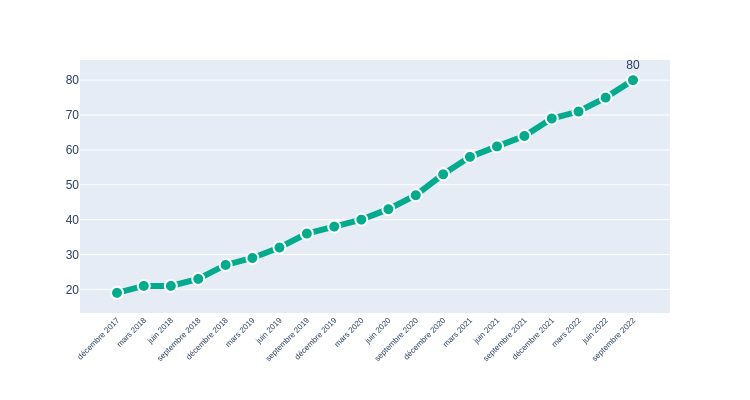 80
80
70
60
50
40
30
20
décembre 2017
mars 2018
juin 2018
septembre 2018
décembre 2018
mars 2019
juin 2019
septembre 2019
décembre 2019
mars 2020
juin 2020
septembre 2020
décembre 2020
mars 2021
juin 2021
septembre 2021
décembre 2021
mars 2022
juin 2022
septembre 2022